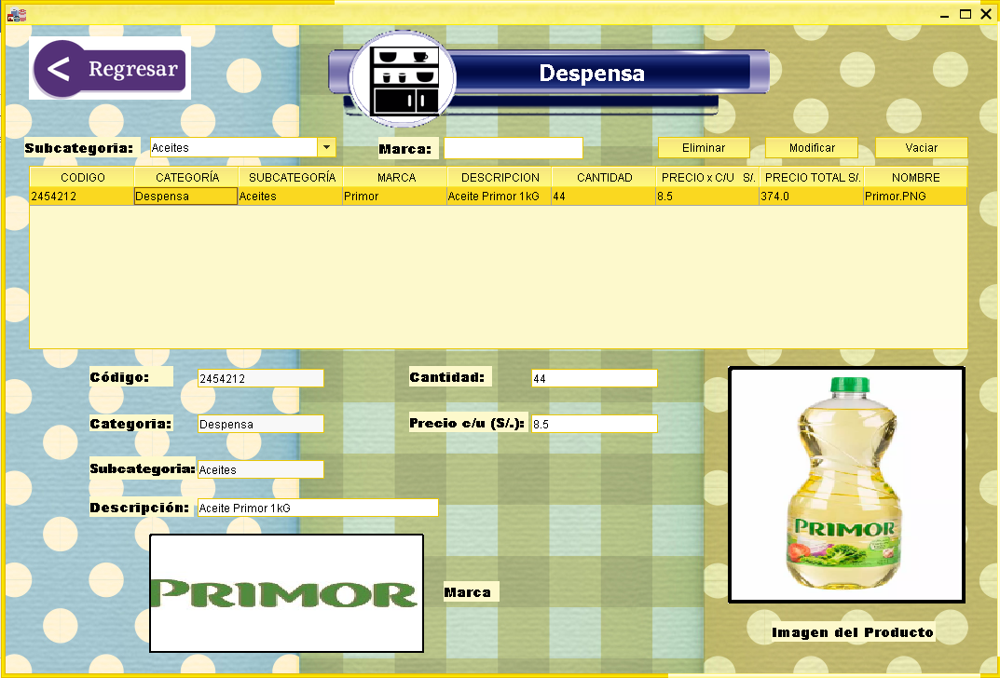 < Regresar
Despensa
Subcategoria: Aceites Marca: Eliminar Modificar Vaciar
CODIGO CATEGORÍA SUBCATEGORÍA MARCA DESCRIPCION CANTIDAD PRECIO x C/U S/. PRECIO TOTAL S/. NOMBRE
2454212 Despensa Aceites Primor Aceite Primor 1kG 44 8.5 374.0 Primor.PNG
Código: 2454212 Cantidad: 44
Categoria: Despensa Precio c/u (S/.): 8.5
Subcategoria: Aceites
Descripción: Aceite Primor 1kG
PRIMOR
PRIMOR
Marca
Imagen del Producto